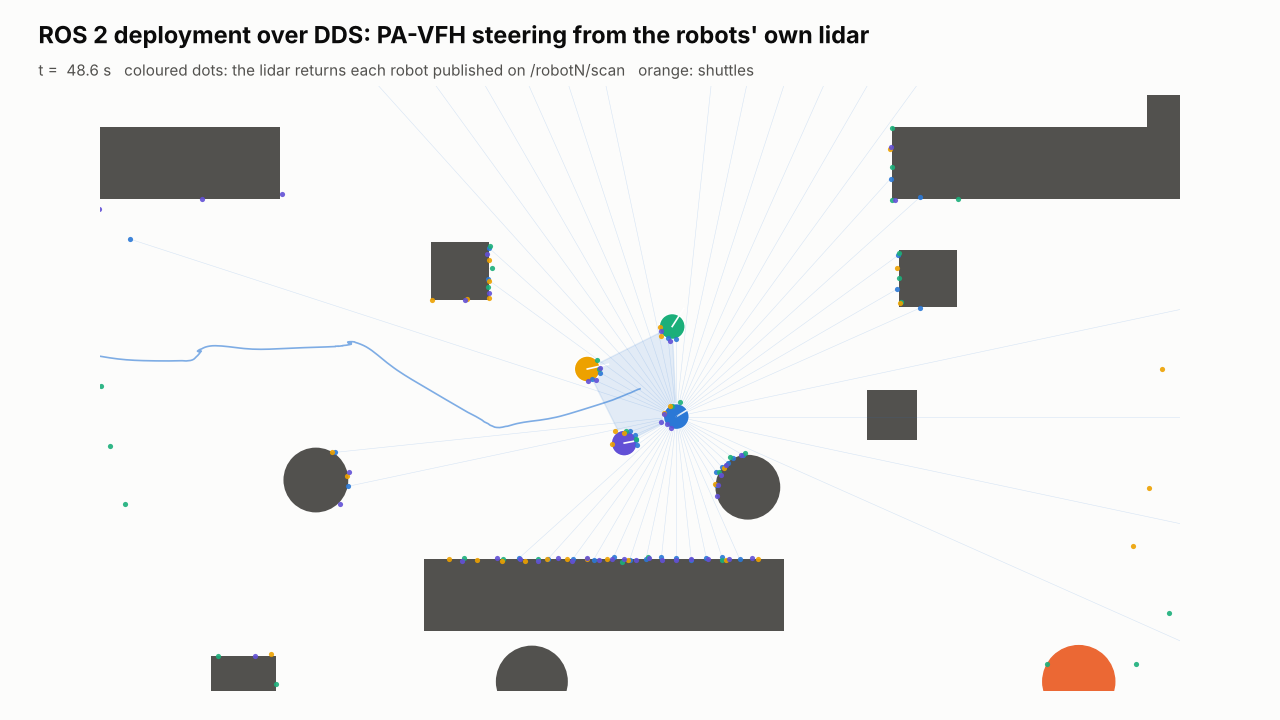 ROS 2 deployment over DDS: PA-VFH steering from the robots' own lidar
t =  48.6 s   coloured dots: the lidar returns each robot published on /robotN/scan   orange: shuttles